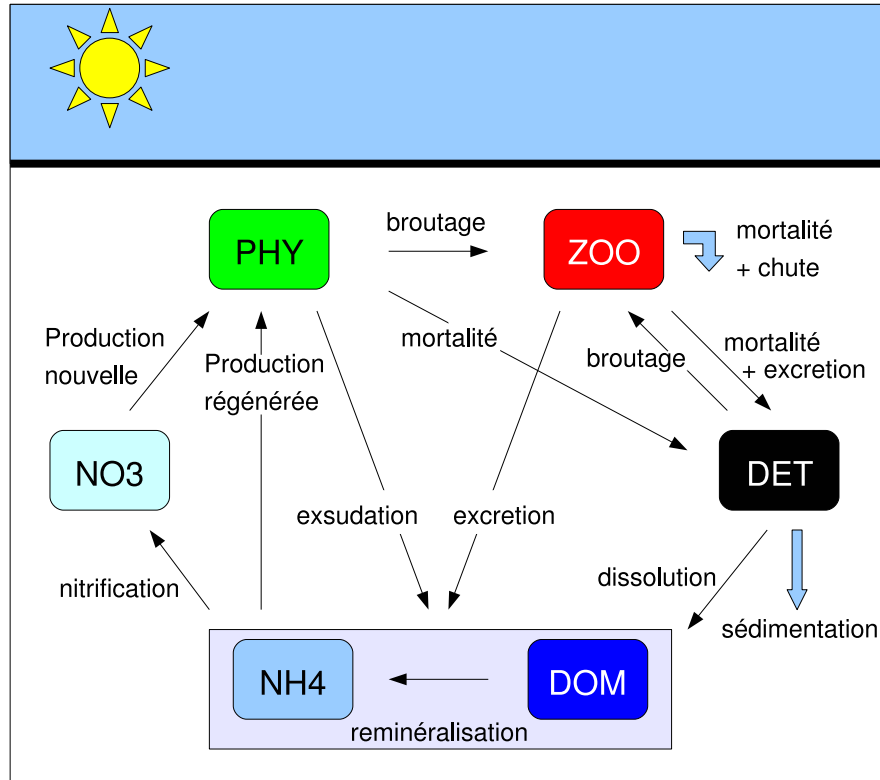 broutage
PHY
ZOO
mortalité
+ chute
Production
nouvelle
Production
régénérée
mortalité
broutage
mortalité
+ excretion
NO3
DET
exsudation
excretion
nitrification
dissolution
sédimentation
NH4
DOM
reminéralisation